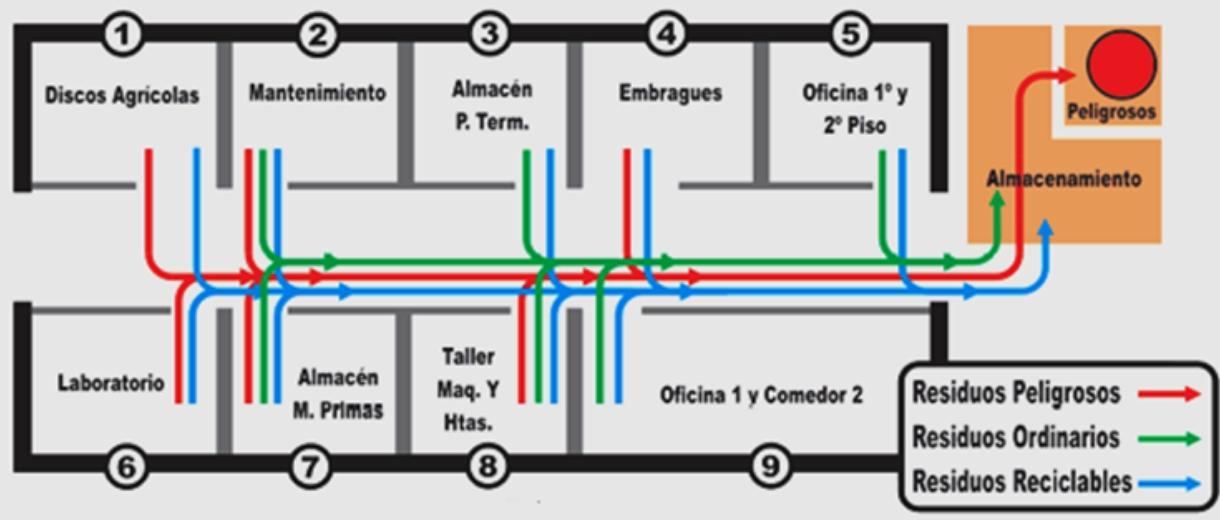 1
2
3
4
5
Discos Agrícolas
Mantenimiento
Almacén
P. Term.
Embragues
Oficina 1º y
2º Piso
Peligrosos
Almacenamiento
Laboratorio
Almacén
M. Primas
Taller
Maq. Y
Htas.
Oficina 1 y Comedor 2
6
7
8
9
Residuos Peligrosos
Residuos Ordinarios
Residuos Reciclables